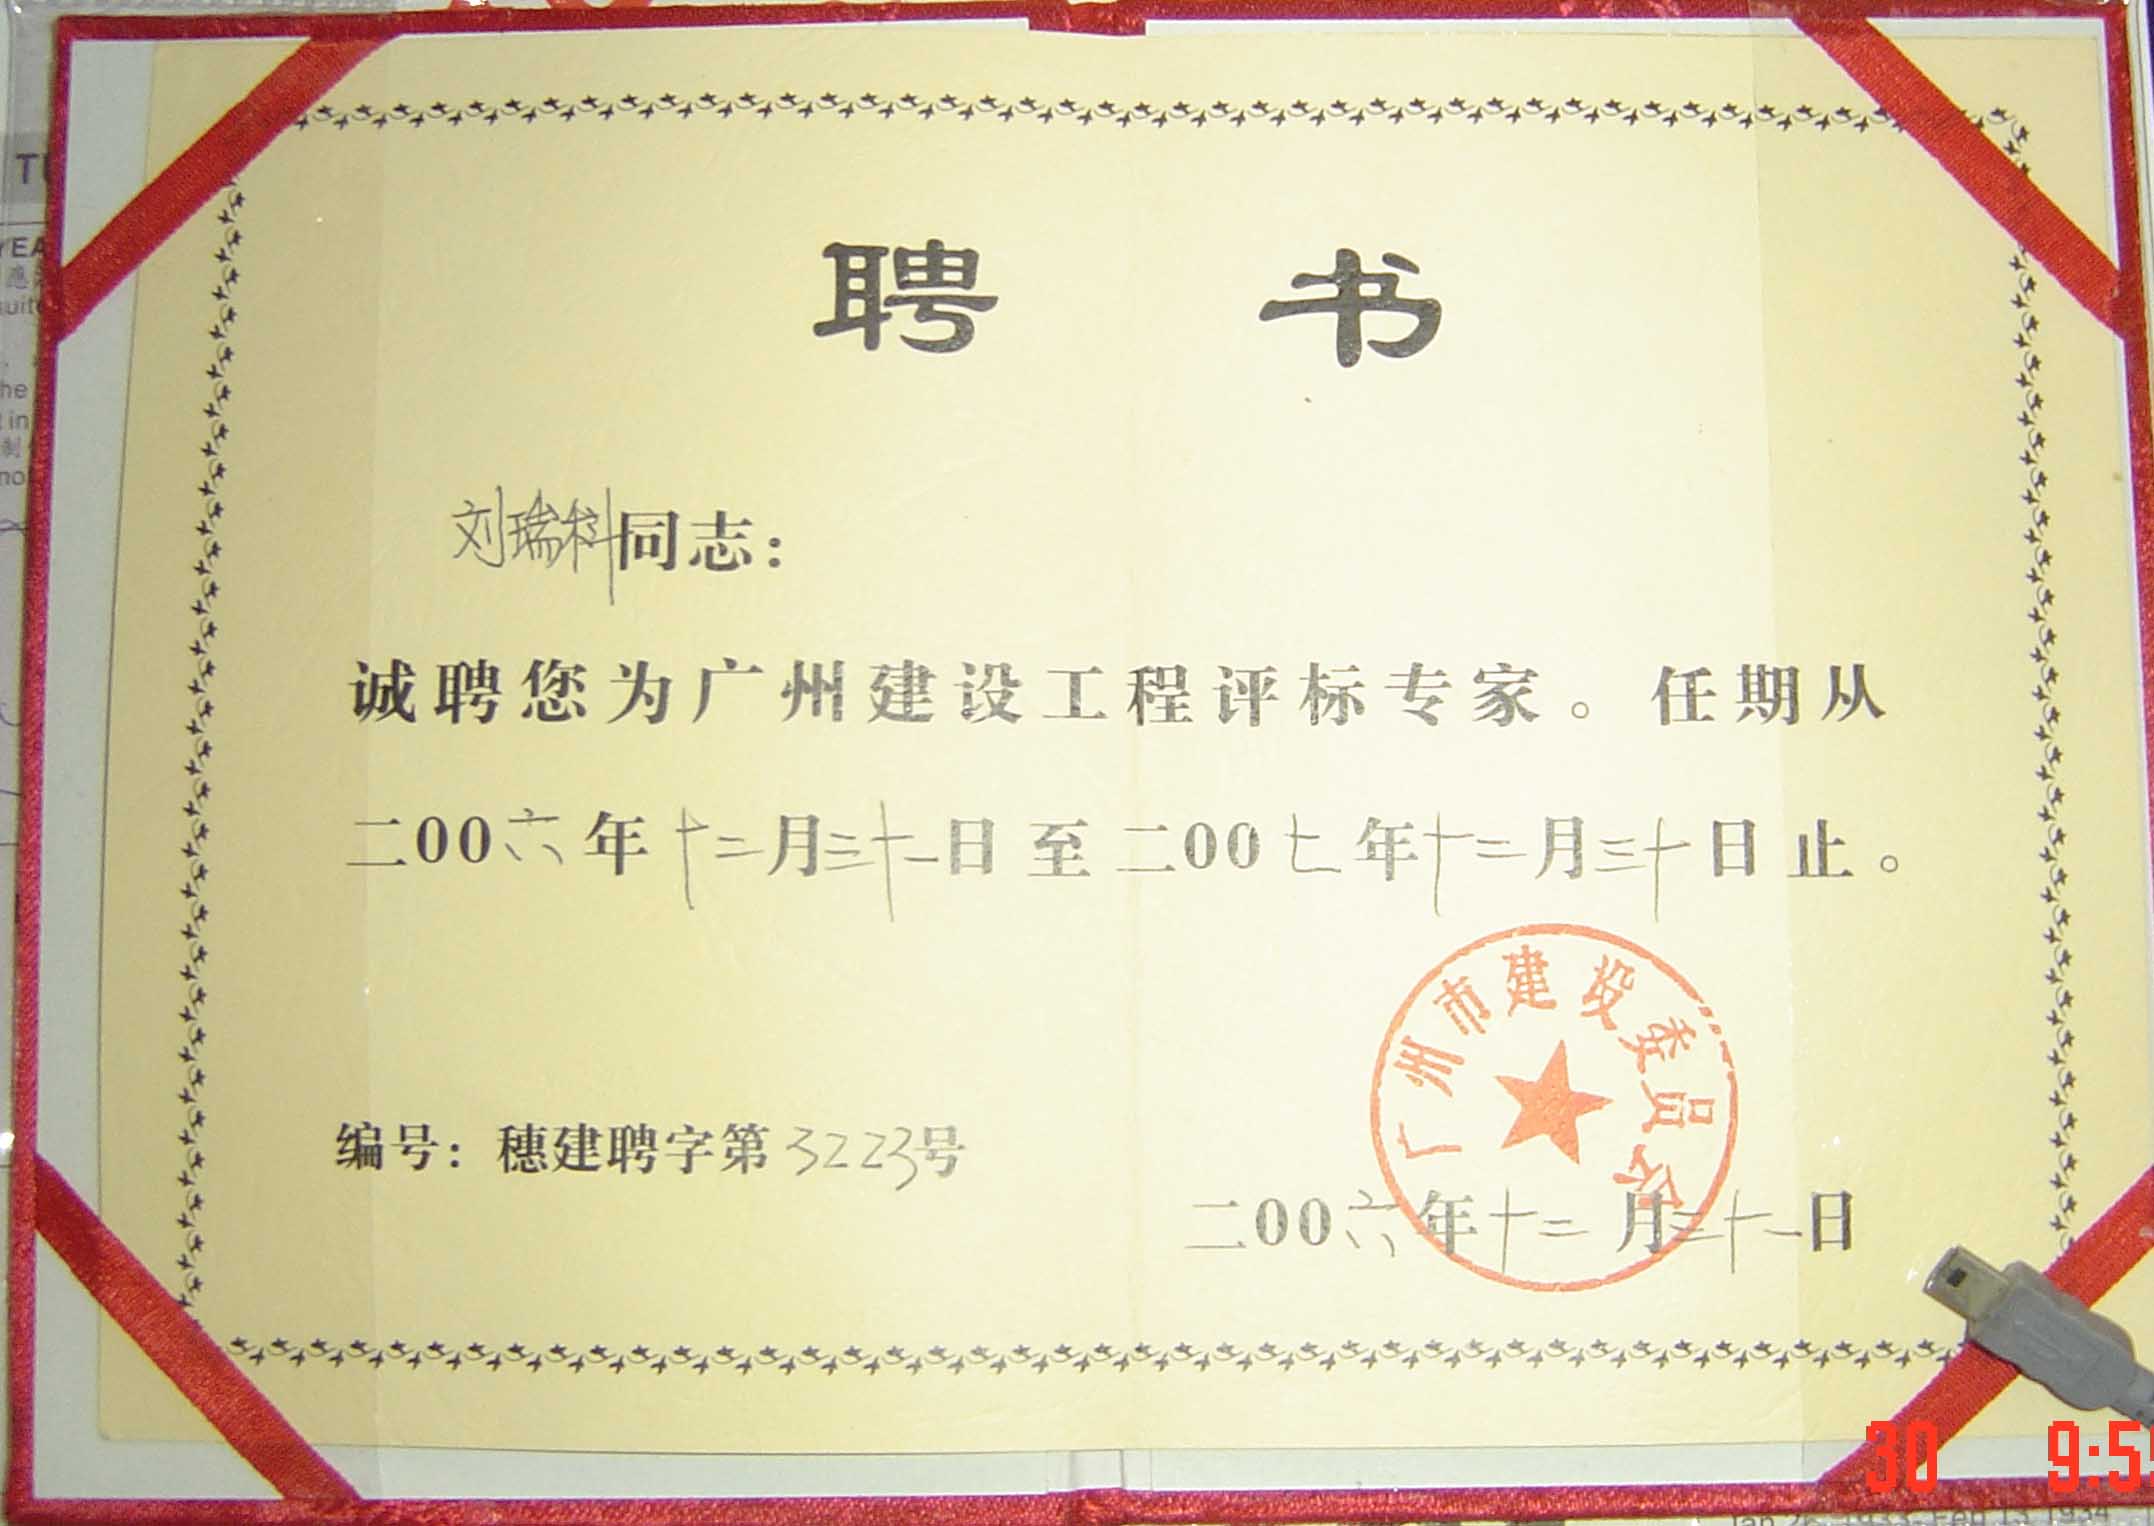 聘 书
刘瑞科同志：
诚聘您为广州建设工程评标专家。任期从
二00六年十二月三十一日至二00七年十二月三十日止。
广州市建设委员会
编号：穗建聘字第3223号
二00六年十二月三十一日
30 9:5